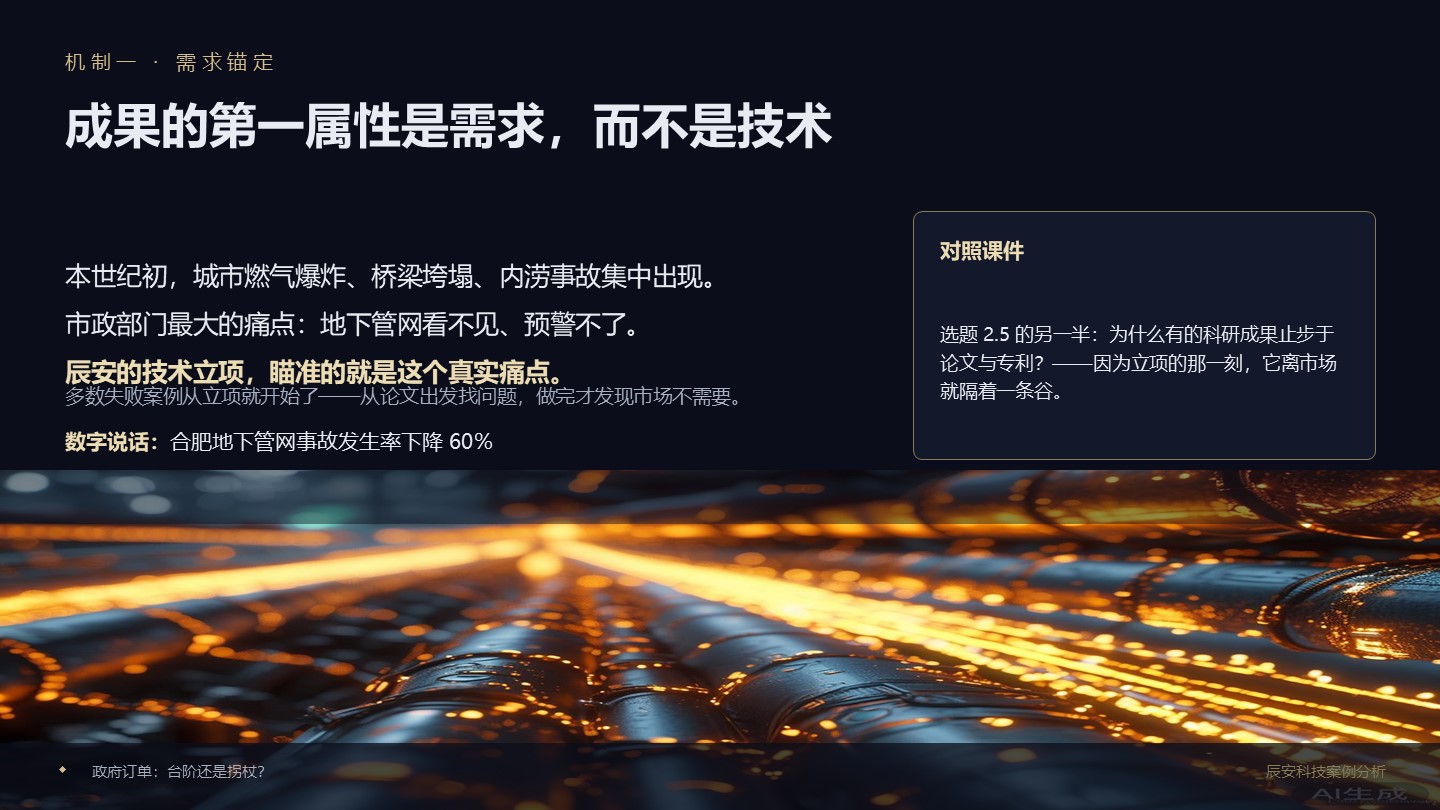 机制一 · 需求锚定
成果的第一属性是需求，而不是技术
本世纪初，城市燃气爆炸、桥梁垮塌、内涝事故集中出现。
市政部门最大的痛点：地下管网看不见、预警不了。
辰安的技术立项，瞄准的就是这个真实痛点。
多数失败案例从立项就开始了——从论文出发找问题，做完才发现市场不需要。
数字说话：合肥地下管网事故发生率下降 60%
对照课件
选题 2.5 的另一半：为什么有的科研成果止步于
论文与专利？——因为立项的那一刻，它离市场
就隔着一条谷。
政府订单：台阶还是拐杖？
辰安科技案例分析
AI生成